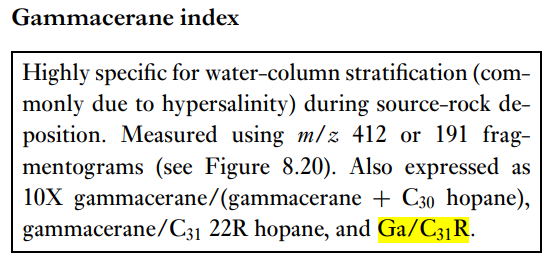 Gammacerane index
Highly specific for water-column stratification (com-
monly due to hypersalinity) during source-rock de-
position. Measured using m/z 412 or 191 frag-
mentograms (see Figure 8.20). Also expressed as
10X gammacerane/(gammacerane + C30 hopane),
gammacerane/C31 22R hopane, and Ga/C31R.